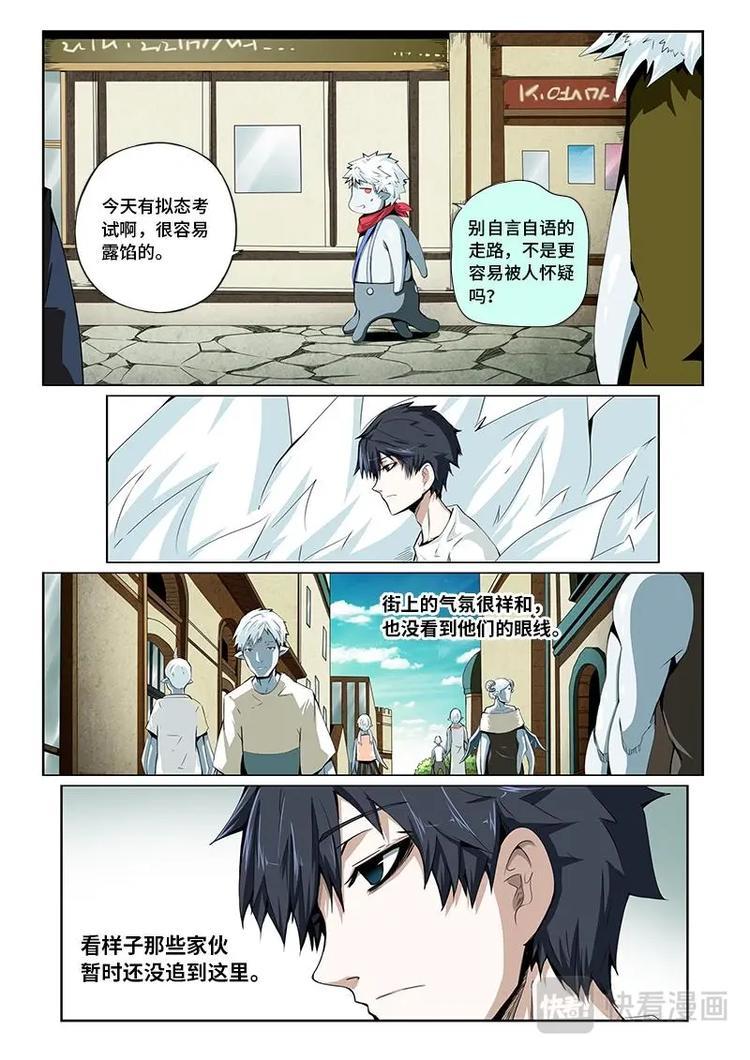 今天有拟态考
试啊，很容易
露馅的。
别自言自语的
走路，不是更
容易被人怀疑
吗？
街上的气氛很祥和，
也没看到他们的眼线。
看样子那些家伙
暂时还没追到这里。
快看漫画